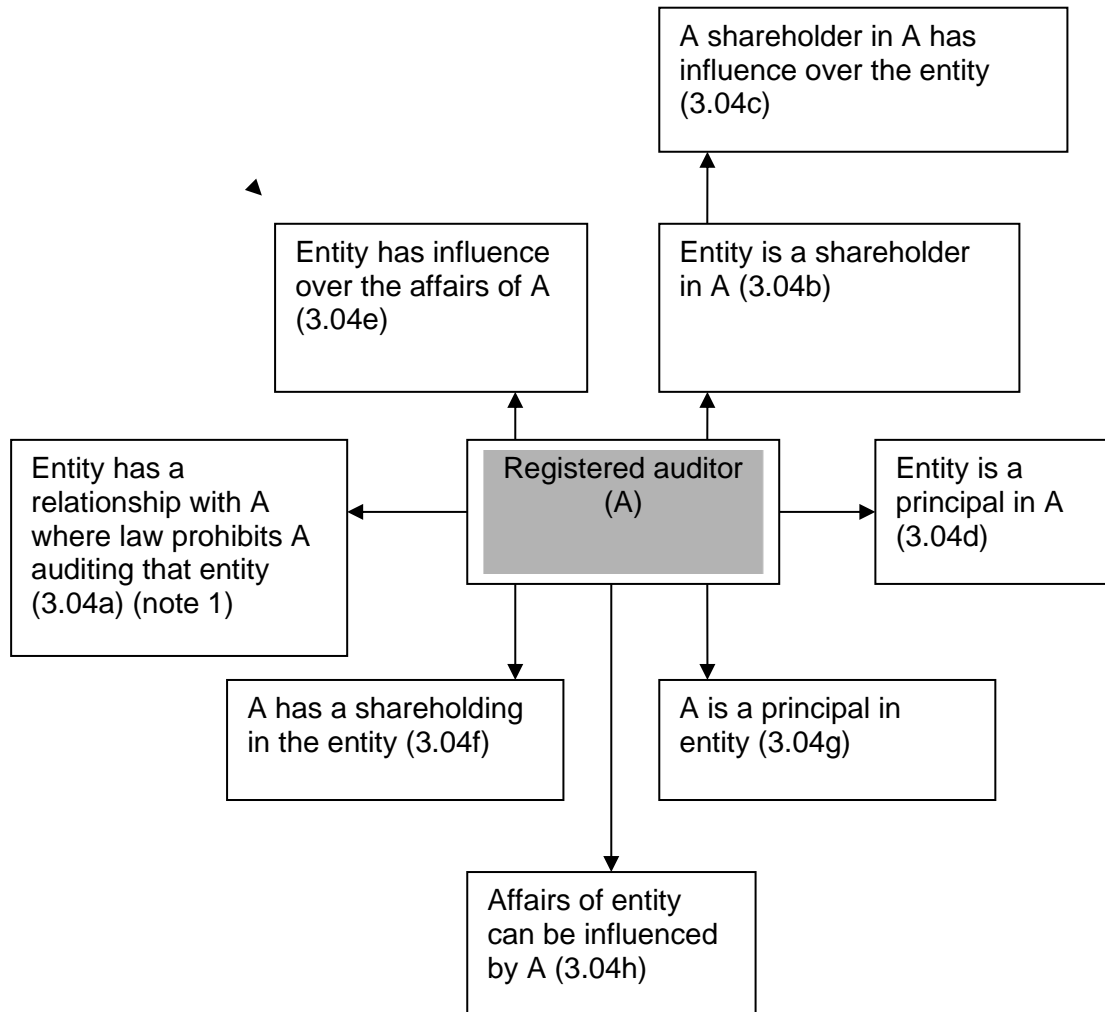 A shareholder in A has
influence over the entity
(3.04c)
Entity has influence
over the affairs of A
(3.04e)
Entity is a shareholder
in A (3.04b)
Entity has a
relationship with A
where law prohibits A
auditing that entity
(3.04a) (note 1)
Registered auditor
(A)
Entity is a
principal in A
(3.04d)
A has a shareholding
in the entity (3.04f)
A is a principal in
entity (3.04g)
Affairs of entity
can be influenced
by A (3.04h)